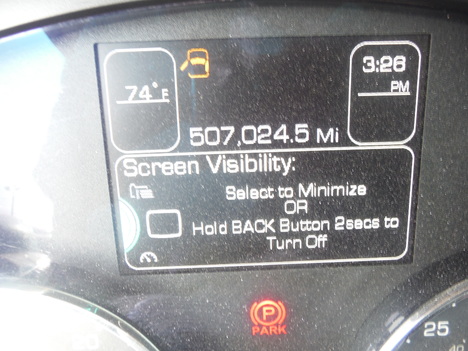 3:26
74° F
PM
507,024.5 Mi
Screen Visibility:
Select to Minimize
OR
Hold BACK Button 2secs to
Turn Off
P
PARK
25